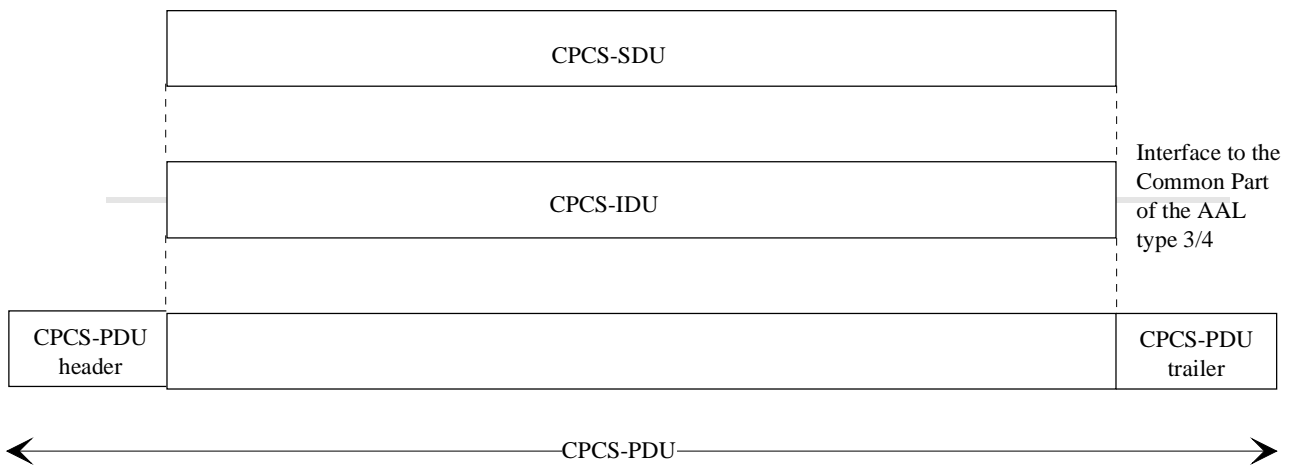 CPCS-SDU
CPCS-IDU
Interface to the
Common Part
of the AAL
type 3/4
CPCS-PDU
header
CPCS-PDU
trailer
CPCS-PDU